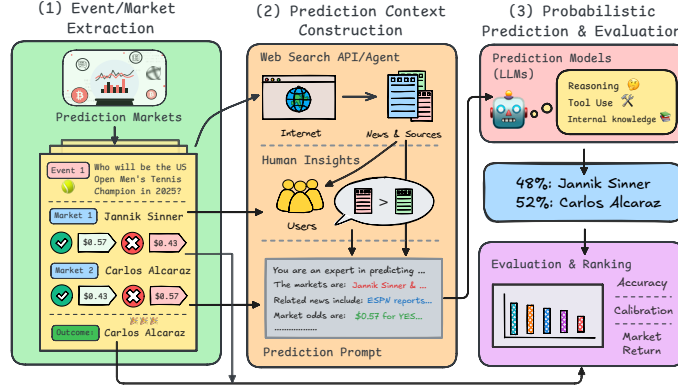 (1) Event/Market
Extraction
Prediction Markets
Event 1
Who will be the US
Open Men's Tennis
Champion in 2025?
Market 1
Jannik Sinner
$0.57
$0.43
Market 2
Carlos Alcaraz
$0.43
$0.57
Outcome:
Carlos Alcaraz
(2) Prediction Context
Construction
Web Search API/Agent
Internet
News & Sources
Human Insights
Users
>
You are an expert in predicting ...
The markets are: Jannik Sinner & ...
Related news include: ESPN reports...
Market odds are: $0.57 for YES...
..................
Prediction Prompt
(3) Probabilistic
Prediction & Evaluation
Prediction Models
(LLMs)
Reasoning
Tool Use
Internal knowledge
48%: Jannik Sinner
52%: Carlos Alcaraz
Evaluation & Ranking
Accuracy
Calibration
Market
Return